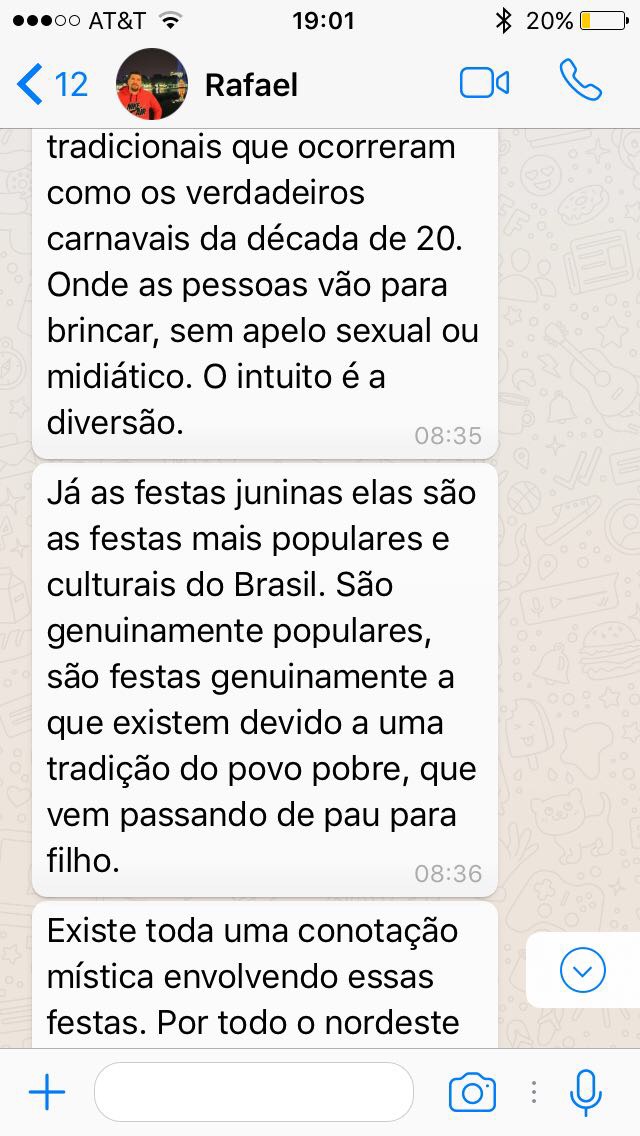 AT&T 19:01 20%
12 Rafael
tradicionais que ocorreram
como os verdadeiros
carnavais da década de 20.
Onde as pessoas vão para
brincar, sem apelo sexual ou
midiático. O intuito é a
diversão.
08:35
Já as festas juninas elas são
as festas mais populares e
culturais do Brasil. São
genuinamente populares,
são festas genuinamente a
que existem devido a uma
tradição do povo pobre, que
vem passando de pau para
filho.
08:36
Existe toda uma conotação
mística envolvendo essas
festas. Por todo o nordeste